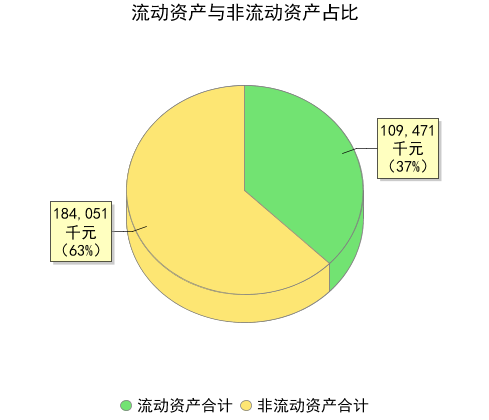 流动资产与非流动资产占比
109,471
千元
(37%)
184,051
千元
(63%)
流动资产合计
非流动资产合计